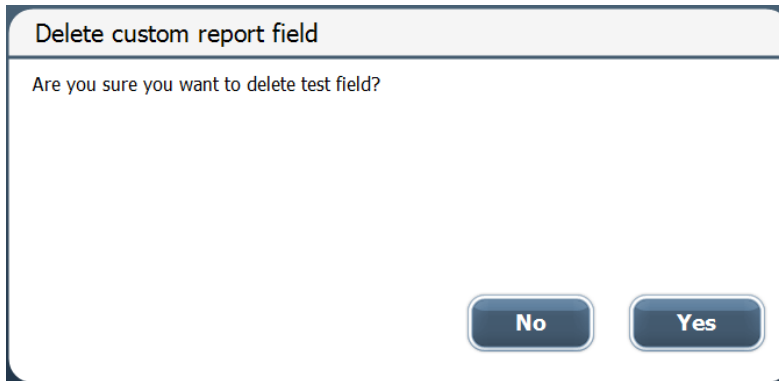 Delete custom report field
Are you sure you want to delete test field?
No
Yes